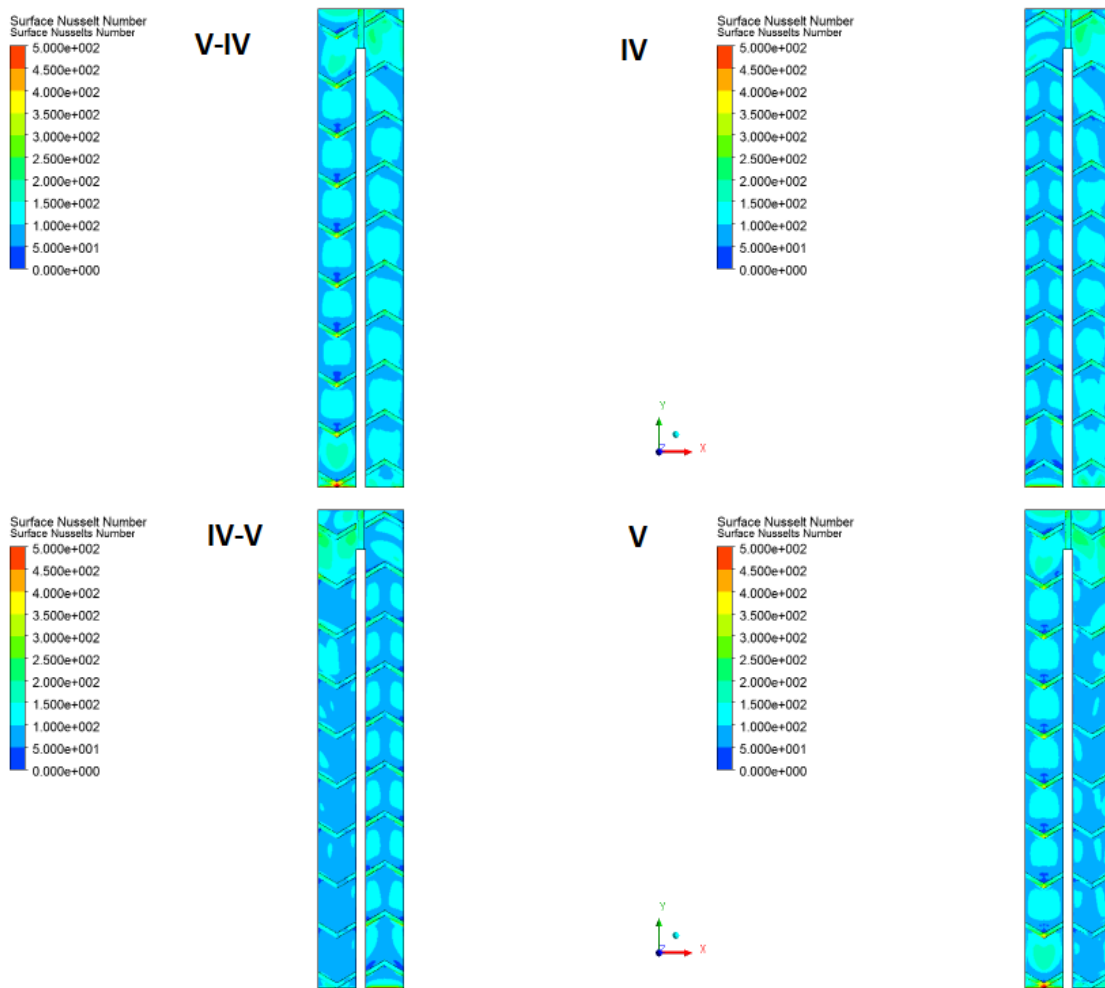 Surface Nusselt Number
Surface Nusselts Number
5.000e+002
4.500e+002
4.000e+002
3.500e+002
3.000e+002
2.500e+002
2.000e+002
1.500e+002
1.000e+002
5.000e+001
0.000e+000
V-IV
Surface Nusselt Number
Surface Nusselts Number
5.000e+002
4.500e+002
4.000e+002
3.500e+002
3.000e+002
2.500e+002
2.000e+002
1.500e+002
1.000e+002
5.000e+001
0.000e+000
IV
Y
Z
X
Surface Nusselt Number
Surface Nusselts Number
5.000e+002
4.500e+002
4.000e+002
3.500e+002
3.000e+002
2.500e+002
2.000e+002
1.500e+002
1.000e+002
5.000e+001
0.000e+000
IV-V
Surface Nusselt Number
Surface Nusselts Number
5.000e+002
4.500e+002
4.000e+002
3.500e+002
3.000e+002
2.500e+002
2.000e+002
1.500e+002
1.000e+002
5.000e+001
0.000e+000
V
Y
Z
X